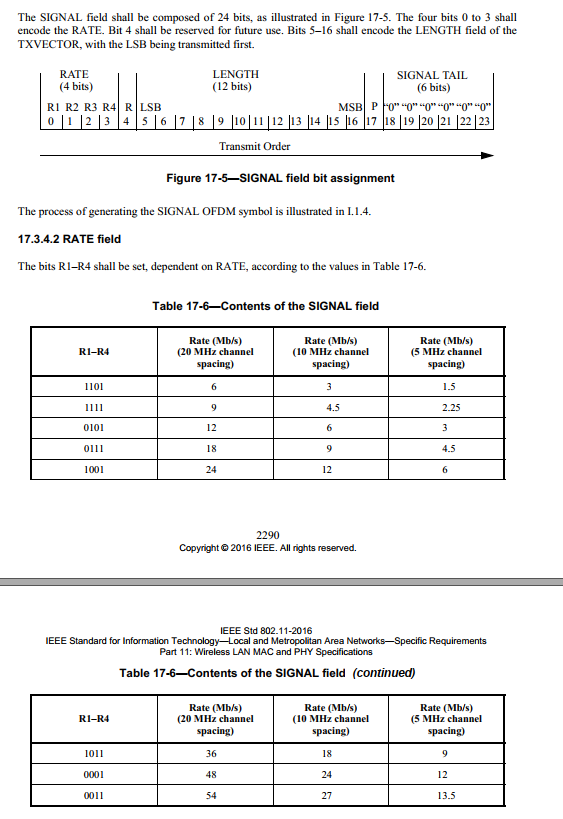 The SIGNAL field shall be composed of 24 bits, as illustrated in Figure 17-5. The four bits 0 to 3 shall
encode the RATE. Bit 4 shall be reserved for future use. Bits 5–16 shall encode the LENGTH field of the
TXVECTOR, with the LSB being transmitted first.
RATE LENGTH SIGNAL TAIL
(4 bits) (12 bits) (6 bits)
R1 R2 R3 R4 R LSB MSB P “0” “0” “0” “0” “0” “0”
0 1 2 3 4 5 6 7 8 9 10 11 12 13 14 15 16 17 18 19 20 21 22 23
Transmit Order
Figure 17-5—SIGNAL field bit assignment
The process of generating the SIGNAL OFDM symbol is illustrated in I.1.4.
17.3.4.2 RATE field
The bits R1–R4 shall be set, dependent on RATE, according to the values in Table 17-6.
Table 17-6—Contents of the SIGNAL field
R1–R4 Rate (Mb/s) Rate (Mb/s) Rate (Mb/s)
(20 MHz channel (10 MHz channel (5 MHz channel
spacing) spacing) spacing)
1101 6 3 1.5
1111 9 4.5 2.25
0101 12 6 3
0111 18 9 4.5
1001 24 12 6
2290
Copyright © 2016 IEEE. All rights reserved.
IEEE Std 802.11-2016
IEEE Standard for Information Technology—Local and Metropolitan Area Networks—Specific Requirements
Part 11: Wireless LAN MAC and PHY Specifications
Table 17-6—Contents of the SIGNAL field (continued)
R1–R4 Rate (Mb/s) Rate (Mb/s) Rate (Mb/s)
(20 MHz channel (10 MHz channel (5 MHz channel
spacing) spacing) spacing)
1011 36 18 9
0001 48 24 12
0011 54 27 13.5